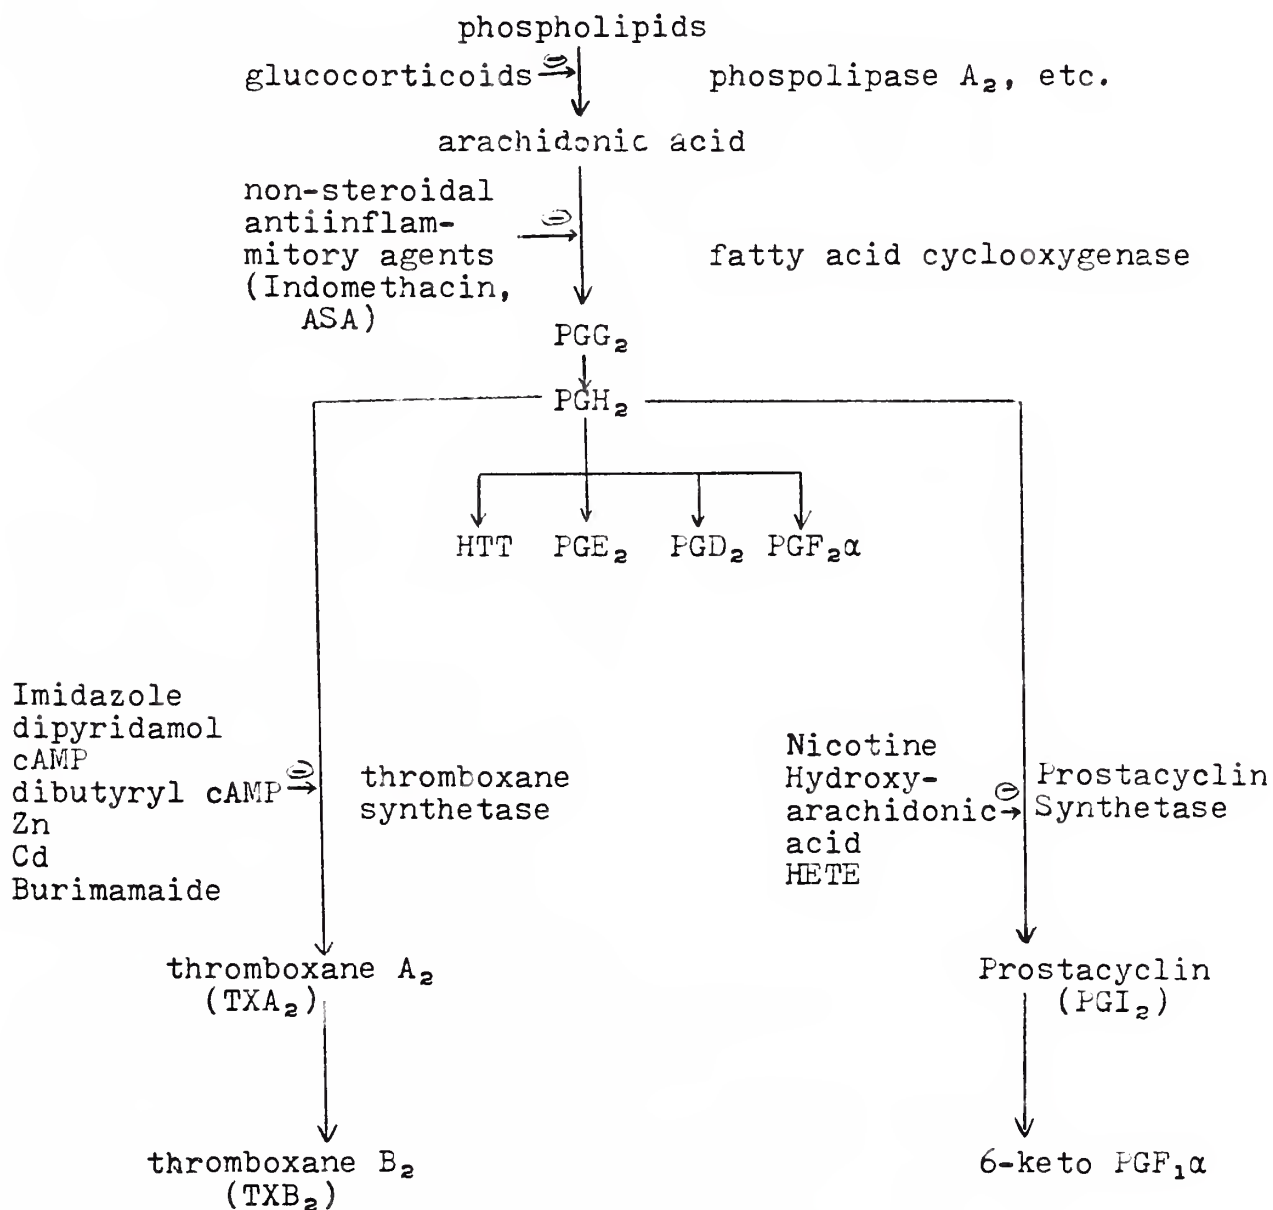 phospholipids
glucocorticoids
phospolipase A₂, etc.
arachidonic acid
non-steroidal
antiinflam-
mitory agents
(Indomethacin,
ASA)
fatty acid cyclooxygenase
PGG₂
PGH₂
HTT PGE₂ PGD₂ PGF₂α
Imidazole
dipyridamol
cAMP
dibutyryl cAMP
Zn
Cd
Burimamaide
thromboxane
synthetase
Nicotine
Hydroxy-
arachidonic
acid
HETE
Prostacyclin
Synthetase
thromboxane A₂
(TXA₂)
Prostacyclin
(PGI₂)
thromboxane B₂
(TXB₂)
6-keto PGF₁α